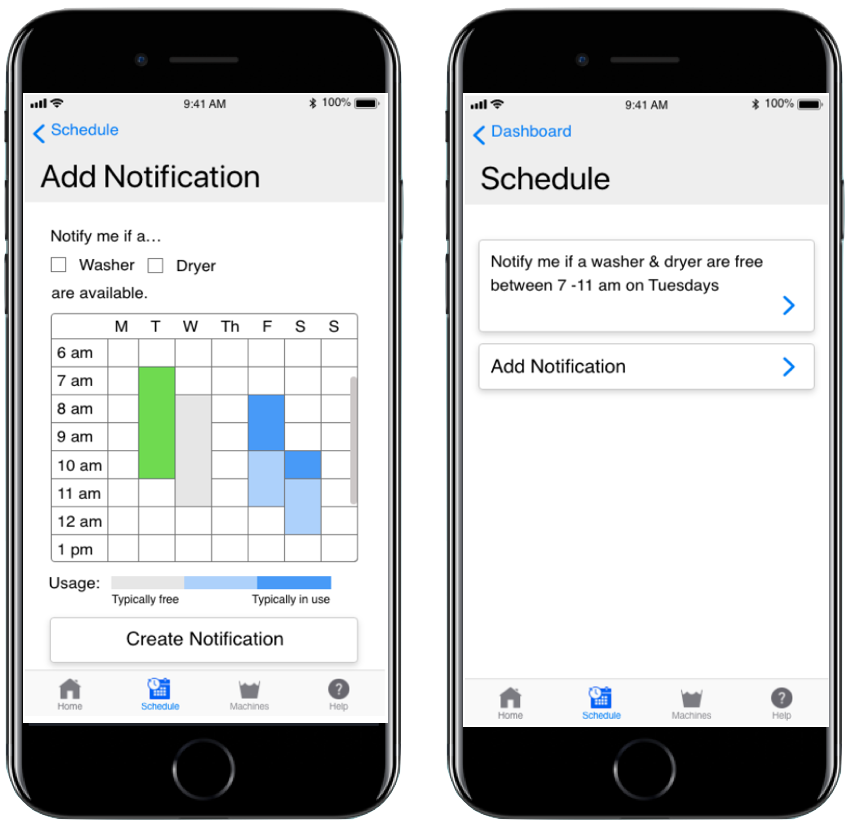 9:41 AM 100%
Schedule
Add Notification
Notify me if a...
Washer Dryer
are available.
M T W Th F S S
6 am
7 am
8 am
9 am
10 am
11 am
12 am
1 pm
Usage:
Typically free Typically in use
Create Notification
Home Schedule Machines Help
9:41 AM 100%
Dashboard
Schedule
Notify me if a washer & dryer are free
between 7 -11 am on Tuesdays
Add Notification
Home Schedule Machines Help